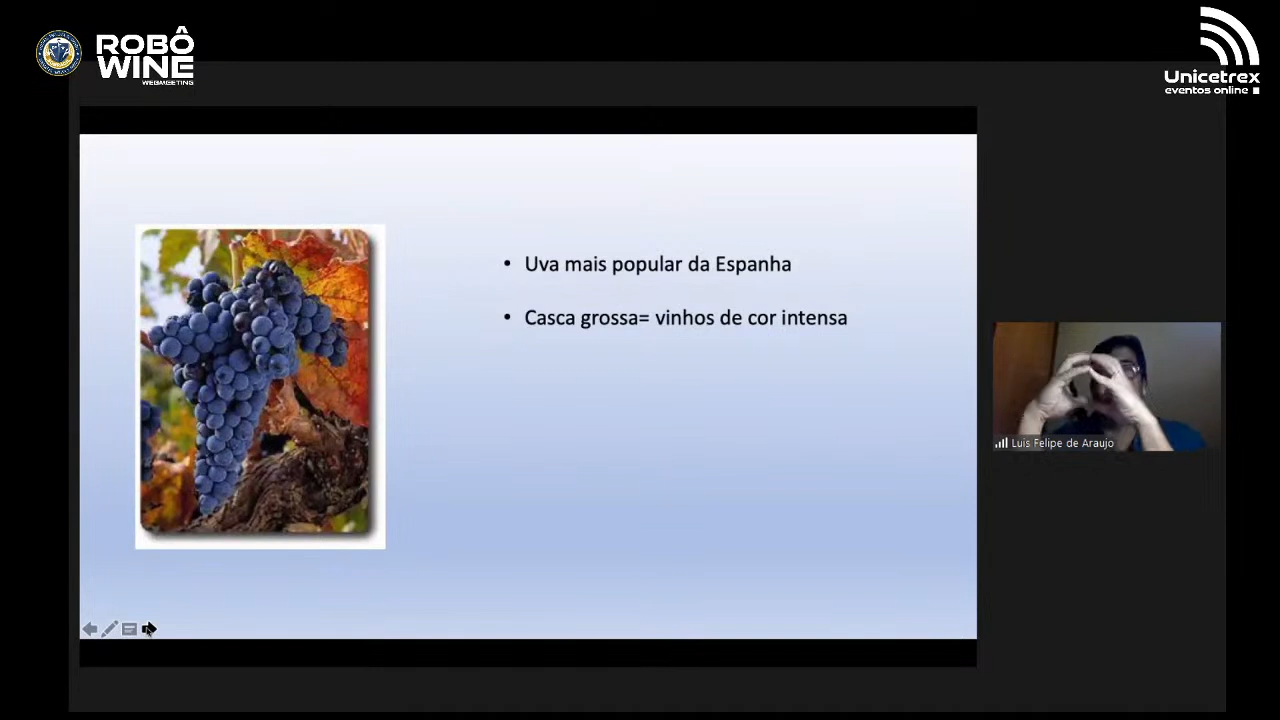 ROBÔ
WINE
WEBMEETING
Unicetrex
eventos online
• Uva mais popular da Espanha
• Casca grossa= vinhos de cor intensa
Luis Felipe de Araujo